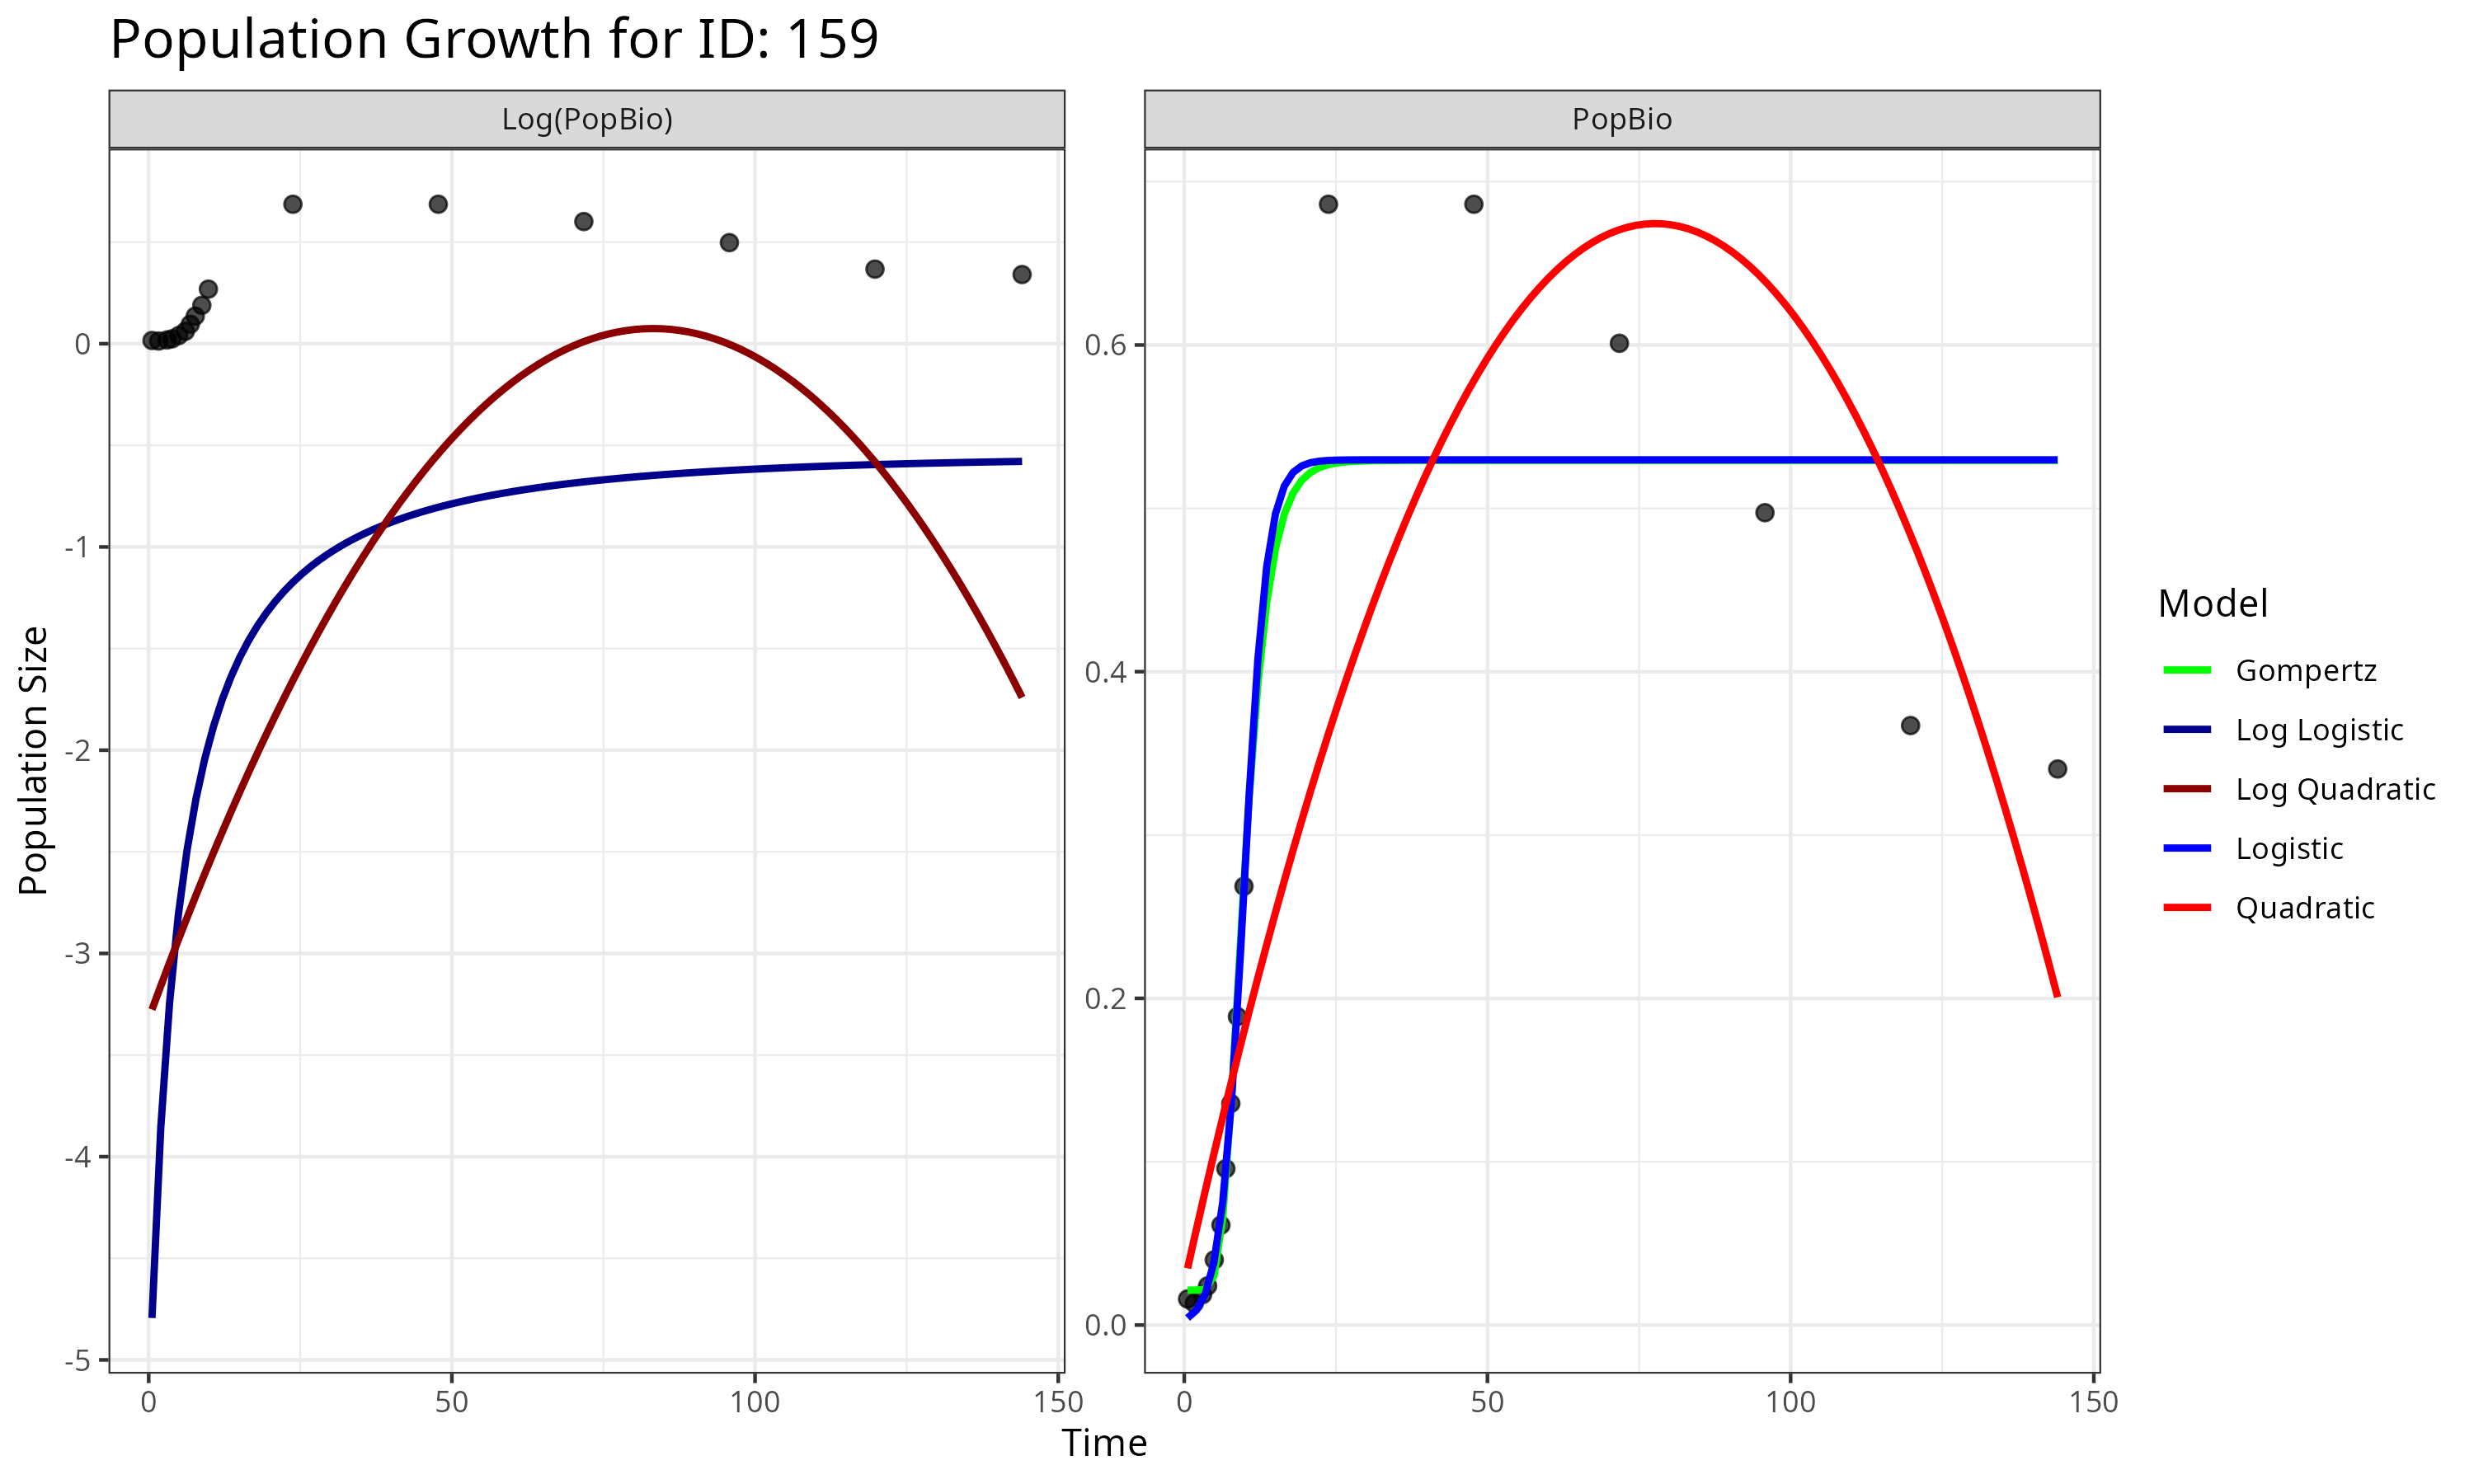 Population Growth for ID: 159
Log(PopBio)
PopBio
Population Size
0
-1
-2
-3
-4
-5
0.6
0.4
0.2
0.0
0 50 100 150
0 50 100 150
Time
Model
Gompertz
Log Logistic
Log Quadratic
Logistic
Quadratic